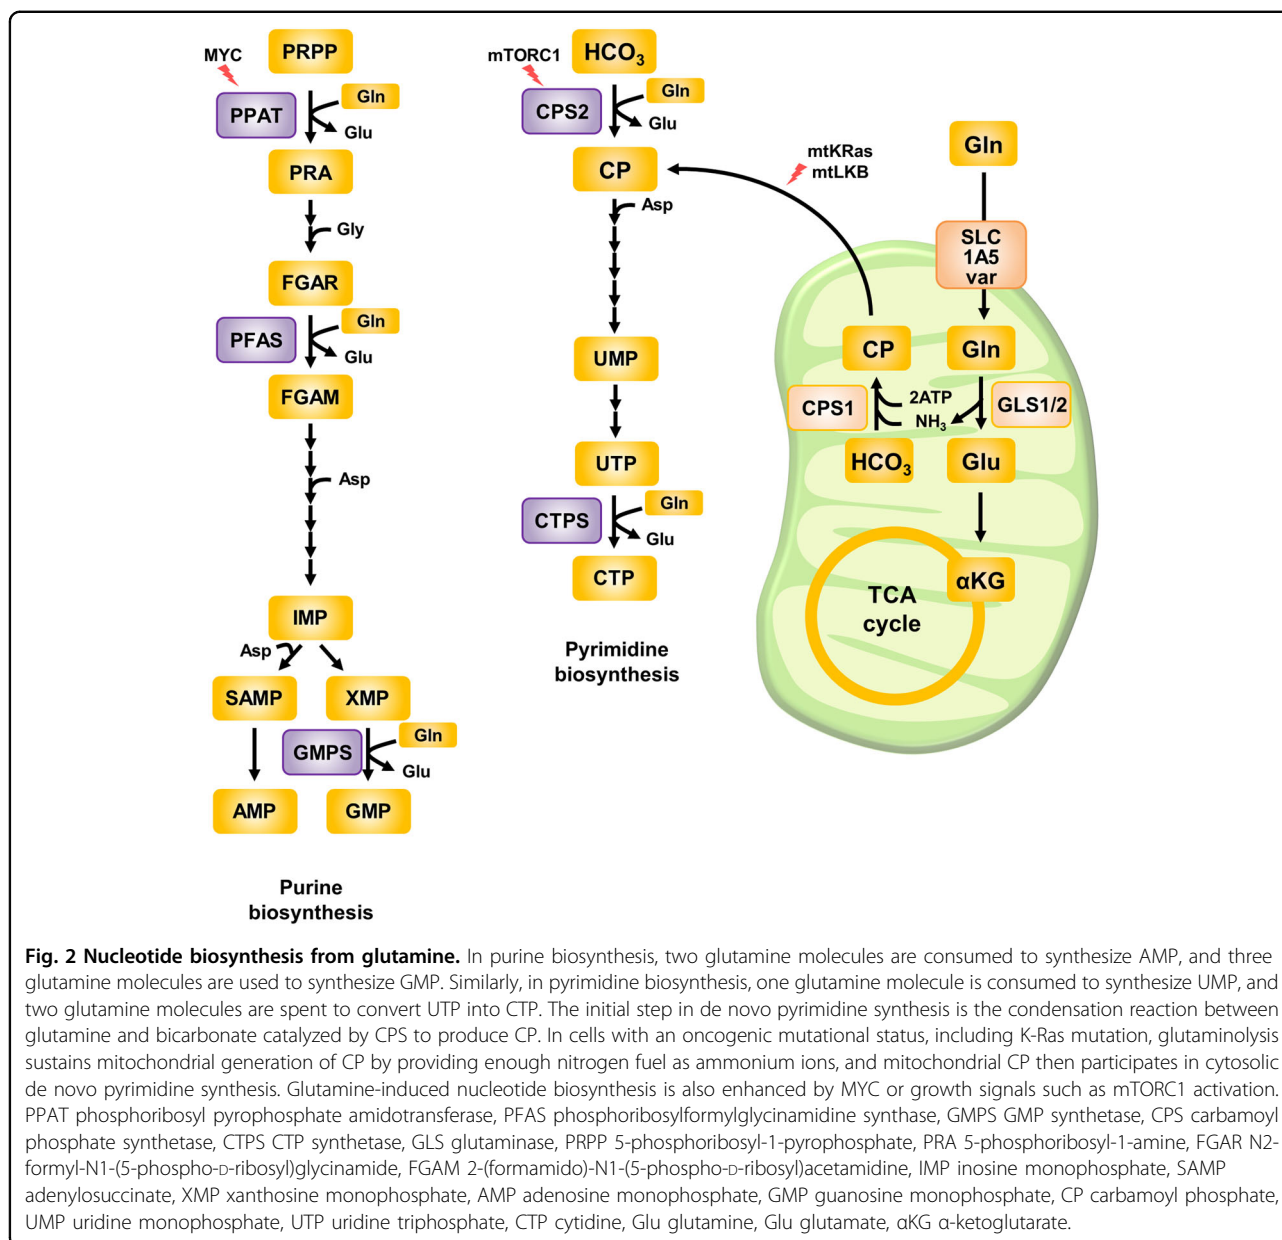 MYC
PRPP
PPAT
Gln
Glu
PRA
Gly
FGAR
PFAS
Gln
Glu
FGAM
Asp
IMP
Asp
SAMP
XMP
GMPS
Gln
Glu
AMP
GMP
Purine
biosynthesis
mTORC1
HCO₃
CPS2
Gln
Glu
CP
Asp
UMP
UTP
CTPS
Gln
Glu
CTP
Pyrimidine
biosynthesis
mtKRas
mtLKB
Gln
SLC
1A5
var
CP
Gln
CPS1
2ATP
NH₃
GLS1/2
HCO₃
Glu
αKG
TCA
cycle
Fig. 2 Nucleotide biosynthesis from glutamine. In purine biosynthesis, two glutamine molecules are consumed to synthesize AMP, and three
glutamine molecules are used to synthesize GMP. Similarly, in pyrimidine biosynthesis, one glutamine molecule is consumed to synthesize UMP, and
two glutamine molecules are spent to convert UTP into CTP. The initial step in de novo pyrimidine synthesis is the condensation reaction between
glutamine and bicarbonate catalyzed by CPS to produce CP. In cells with an oncogenic mutational status, including K-Ras mutation, glutaminolysis
sustains mitochondrial generation of CP by providing enough nitrogen fuel as ammonium ions, and mitochondrial CP then participates in cytosolic
de novo pyrimidine synthesis. Glutamine-induced nucleotide biosynthesis is also enhanced by MYC or growth signals such as mTORC1 activation.
PPAT phosphoribosyl pyrophosphate amidotransferase, PFAS phosphoribosylformylglycinamidine synthase, GMPS GMP synthetase, CPS carbamoyl
phosphate synthetase, CTPS CTP synthetase, GLS glutaminase, PRPP 5-phosphoribosyl-1-pyrophosphate, PRA 5-phosphoribosyl-1-amine, FGAR N2-
formyl-N1-(5-phospho-D-ribosyl)glycinamide, FGAM 2-(formamido)-N1-(5-phospho-D-ribosyl)acetamidine, IMP inosine monophosphate, SAMP
adenylosuccinate, XMP xanthosine monophosphate, AMP adenosine monophosphate, GMP guanosine monophosphate, CP carbamoyl phosphate,
UMP uridine monophosphate, UTP uridine triphosphate, CTP cytidine, Glu glutamine, Glu glutamate, αKG α-ketoglutarate.